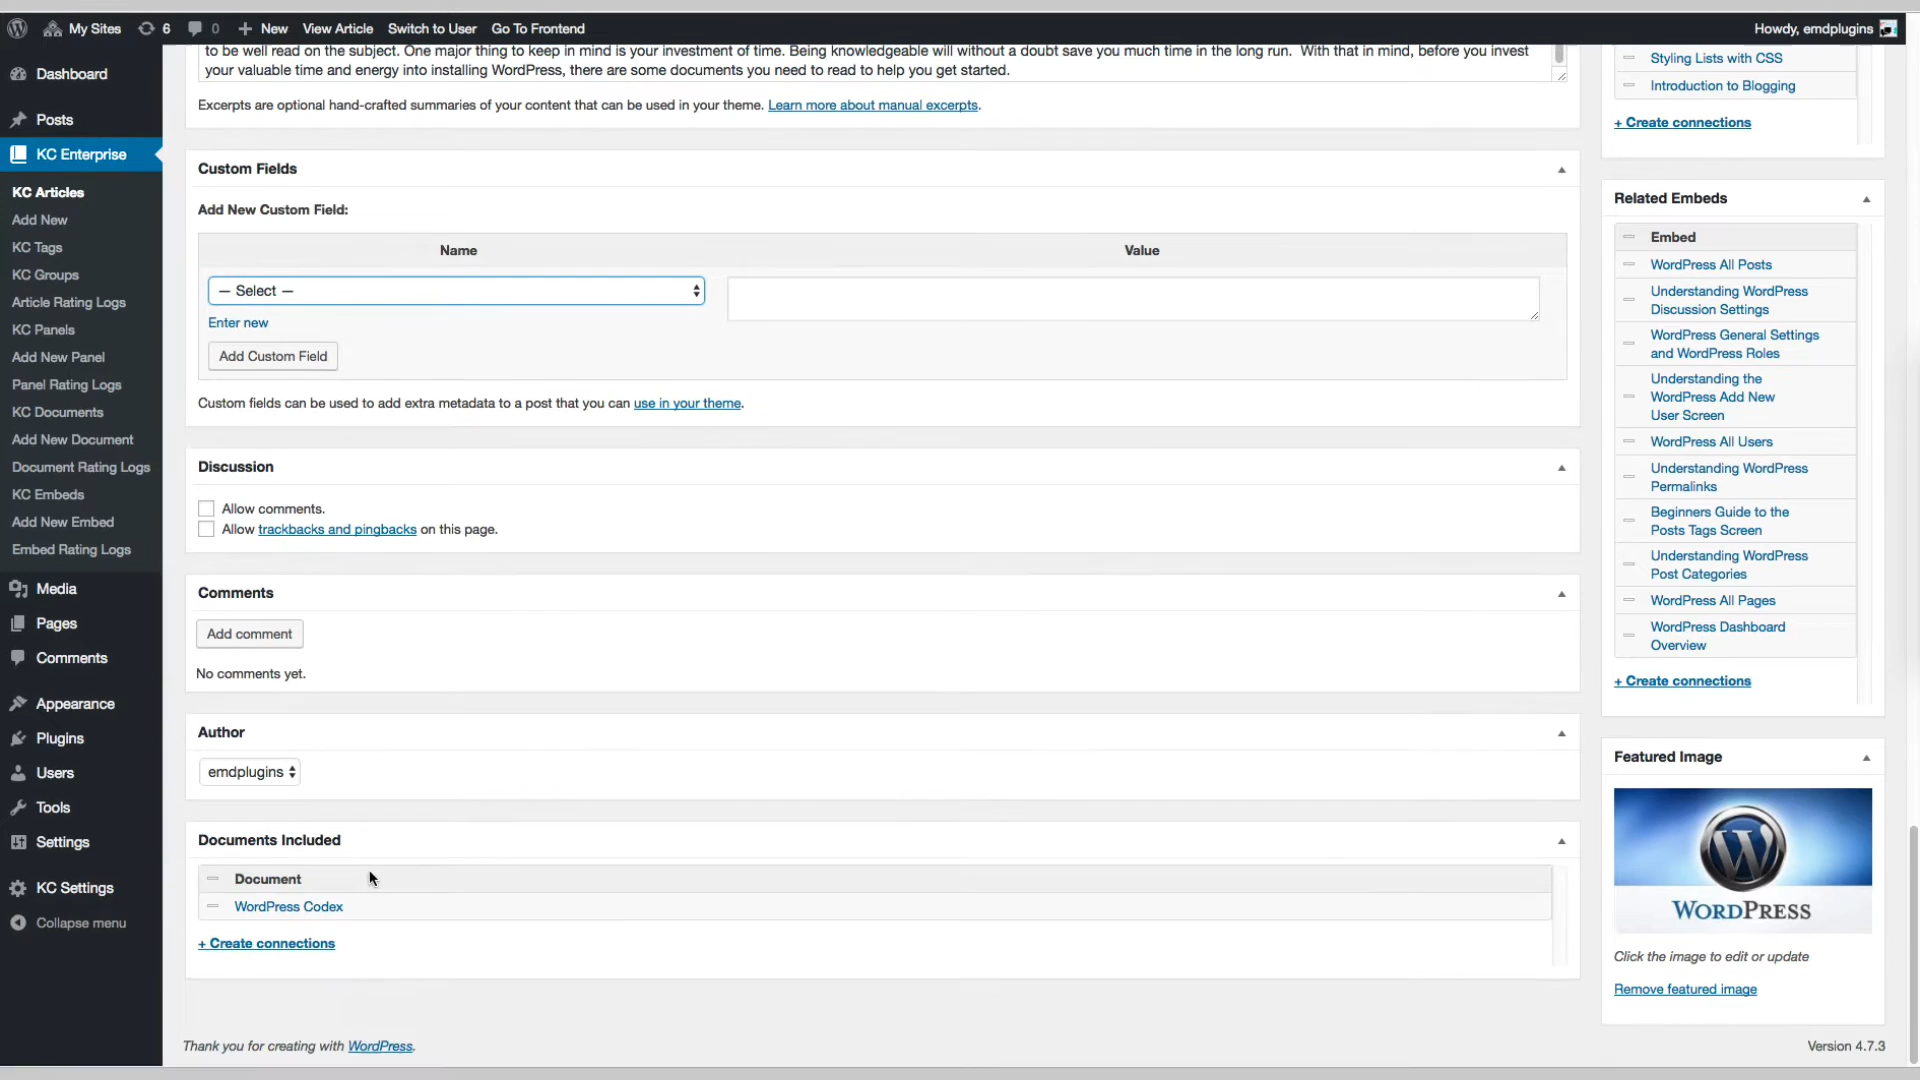 My Sites 6 0 New View Article Switch to User Go To Frontend Howdy, emdplugins
Dashboard
Posts
KC Enterprise
KC Articles
Add New
KC Tags
KC Groups
Article Rating Logs
KC Panels
Add New Panel
Panel Rating Logs
KC Documents
Add New Document
Document Rating Logs
KC Embeds
Add New Embed
Embed Rating Logs
Media
Pages
Comments
Appearance
Plugins
Users
Tools
Settings
KC Settings
Collapse menu
to be well read on the subject. One major thing to keep in mind is your investment of time. Being knowledgeable will without a doubt save you much time in the long run. With that in mind, before you invest
your valuable time and energy into installing WordPress, there are some documents you need to read to help you get started.
Excerpts are optional hand-crafted summaries of your content that can be used in your theme. Learn more about manual excerpts.
Custom Fields
Add New Custom Field:
Name Value
— Select —
Enter new
Add Custom Field
Custom fields can be used to add extra metadata to a post that you can use in your theme.
Discussion
Allow comments.
Allow trackbacks and pingbacks on this page.
Comments
Add comment
No comments yet.
Author
emdplugins
Documents Included
Document
WordPress Codex
+ Create connections
Styling Lists with CSS
Introduction to Blogging
+ Create connections
Related Embeds
Embed
WordPress All Posts
Understanding WordPress
Discussion Settings
WordPress General Settings
and WordPress Roles
Understanding the
WordPress Add New
User Screen
WordPress All Users
Understanding WordPress
Permalinks
Beginners Guide to the
Posts Tags Screen
Understanding WordPress
Post Categories
WordPress All Pages
WordPress Dashboard
Overview
+ Create connections
Featured Image
WORDPRESS
Click the image to edit or update
Remove featured image
Thank you for creating with WordPress.
Version 4.7.3